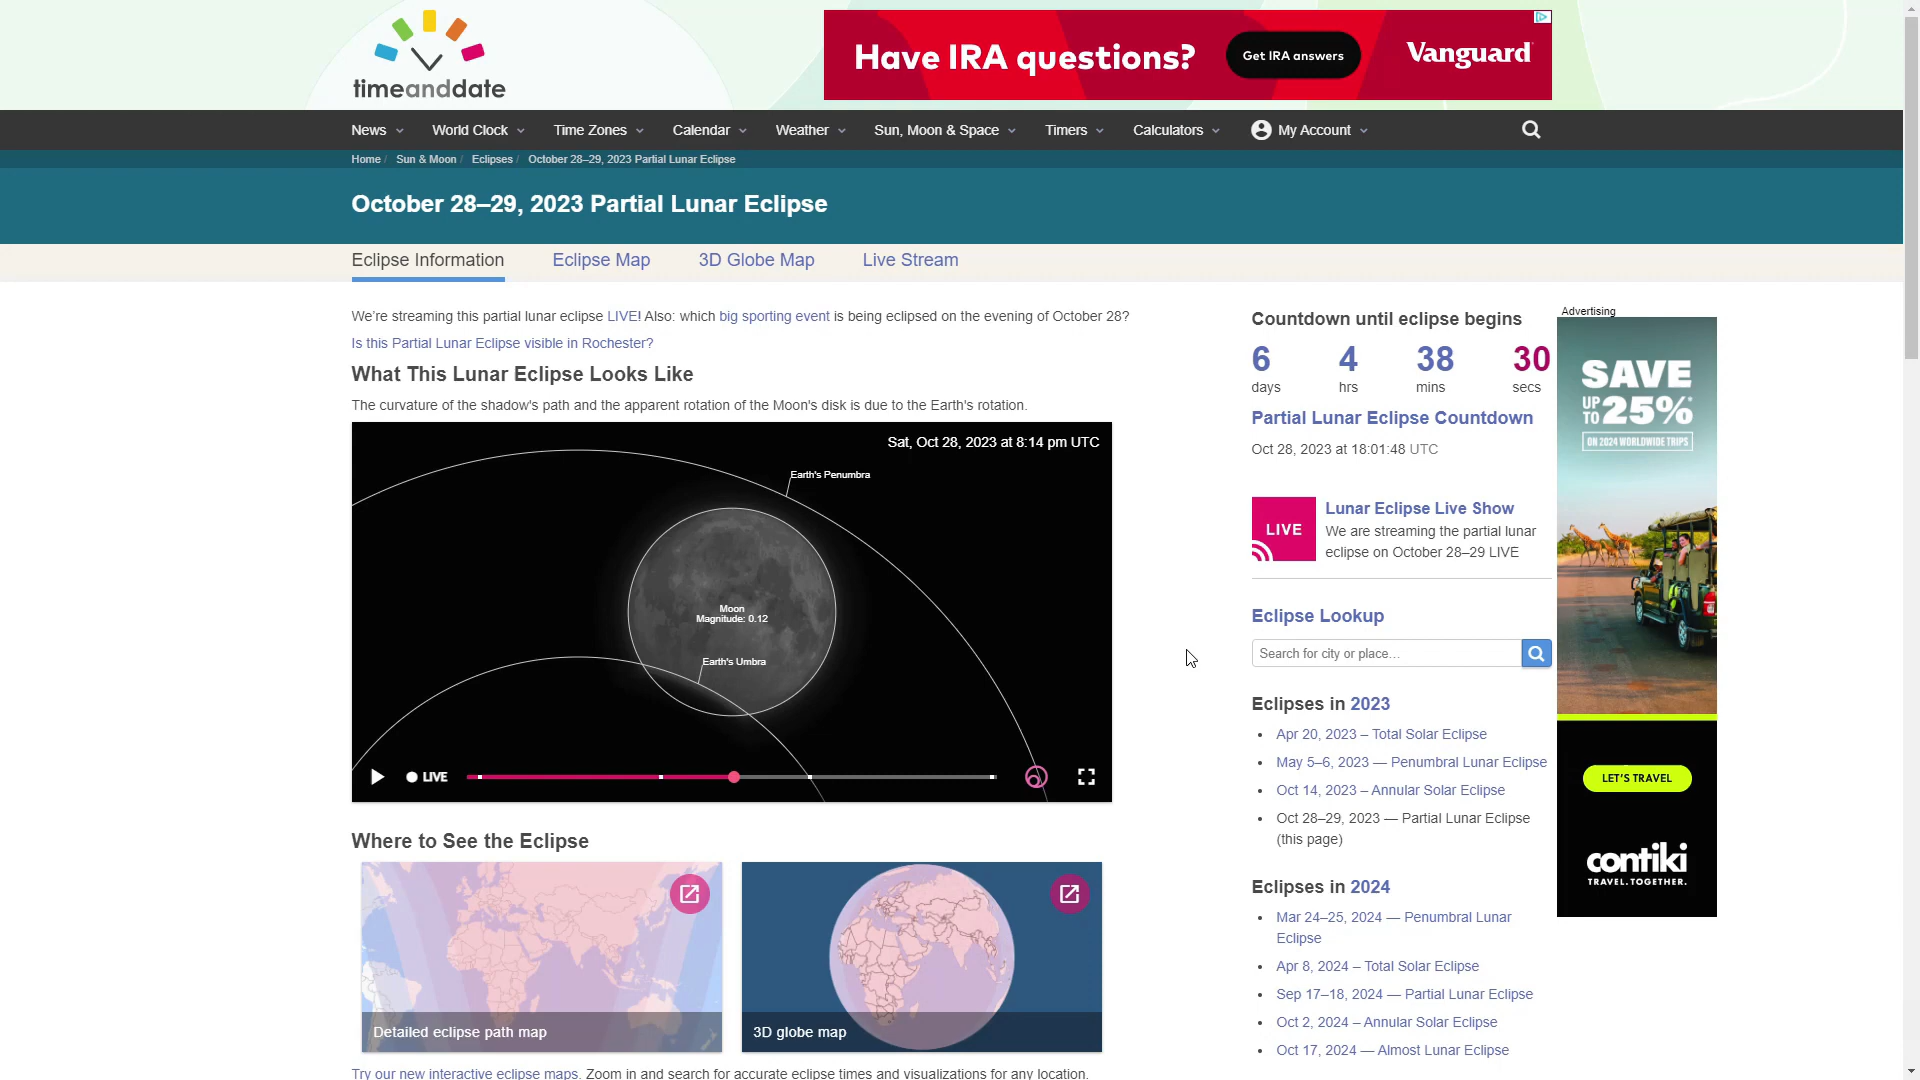 timeanddate
Have IRA questions?
Get IRA answers
Vanguard
News
World Clock
Time Zones
Calendar
Weather
Sun, Moon & Space
Timers
Calculators
My Account
Home / Sun & Moon / Eclipses / October 28–29, 2023 Partial Lunar Eclipse
October 28–29, 2023 Partial Lunar Eclipse
Eclipse Information
Eclipse Map
3D Globe Map
Live Stream
We're streaming this partial lunar eclipse LIVE! Also: which big sporting event is being eclipsed on the evening of October 28?
Is this Partial Lunar Eclipse visible in Rochester?
What This Lunar Eclipse Looks Like
The curvature of the shadow's path and the apparent rotation of the Moon's disk is due to the Earth's rotation.
Sat, Oct 28, 2023 at 8:14 pm UTC
Earth's Penumbra
Moon
Magnitude: 0.12
Earth's Umbra
LIVE
Where to See the Eclipse
Detailed eclipse path map
3D globe map
Try our new interactive eclipse maps. Zoom in and search for accurate eclipse times and visualizations for any location.
Countdown until eclipse begins
6 4 38 30
days hrs mins secs
Partial Lunar Eclipse Countdown
Oct 28, 2023 at 18:01:48 UTC
LIVE
Lunar Eclipse Live Show
We are streaming the partial lunar
eclipse on October 28–29 LIVE
Eclipse Lookup
Search for city or place...
Eclipses in 2023
Apr 20, 2023 – Total Solar Eclipse
May 5–6, 2023 — Penumbral Lunar Eclipse
Oct 14, 2023 – Annular Solar Eclipse
Oct 28–29, 2023 — Partial Lunar Eclipse
(this page)
Eclipses in 2024
Mar 24–25, 2024 — Penumbral Lunar
Eclipse
Apr 8, 2024 – Total Solar Eclipse
Sep 17–18, 2024 — Partial Lunar Eclipse
Oct 2, 2024 – Annular Solar Eclipse
Oct 17, 2024 — Almost Lunar Eclipse
Advertising
SAVE
UP TO 25%*
ON 2024 WORLDWIDE TRIPS
LET'S TRAVEL
contiki
TRAVEL. TOGETHER.